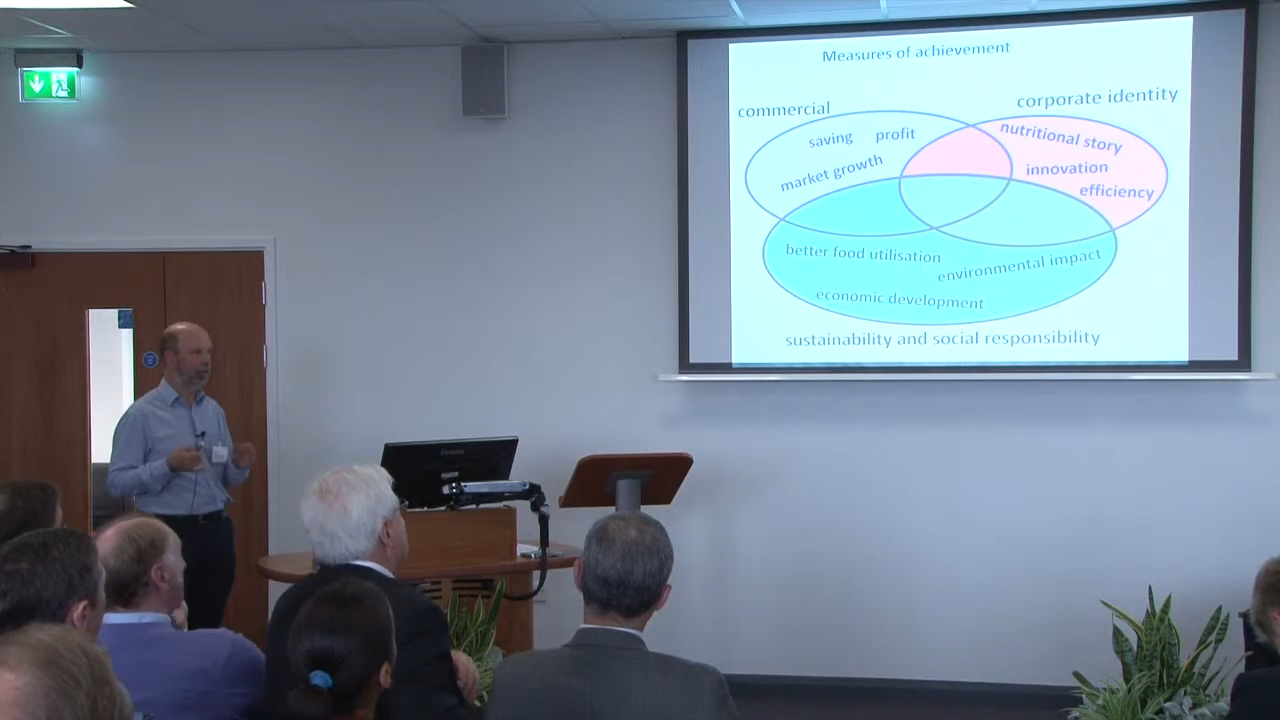 Measures of achievement
commercial
corporate identity
saving profit
market growth
nutritional story
innovation
efficiency
better food utilisation
environmental impact
economic development
sustainability and social responsibility